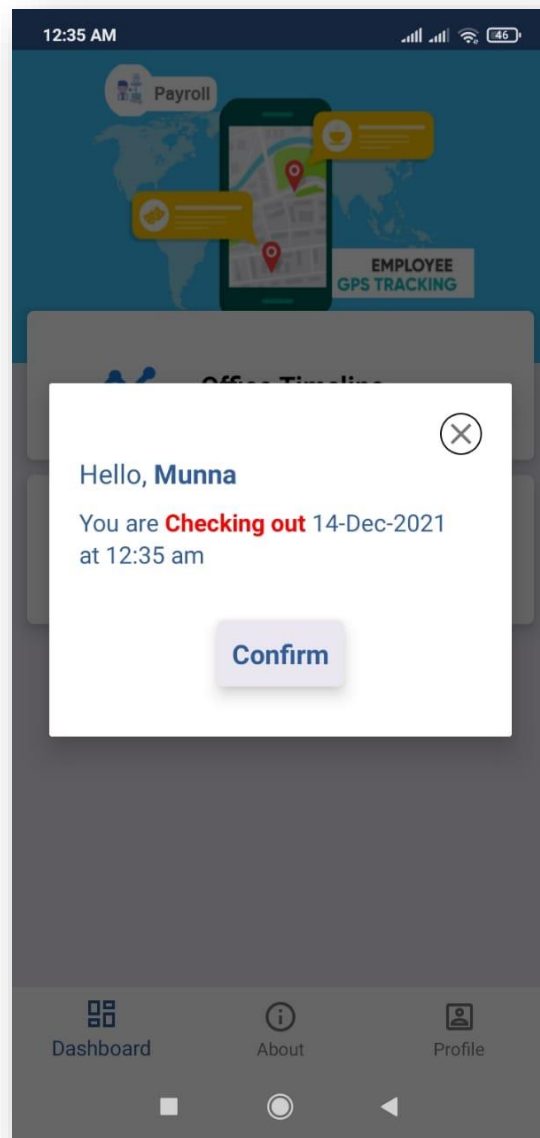 12:35 AM
46
Payroll
EMPLOYEE
GPS TRACKING
Hello, Munna
You are Checking out 14-Dec-2021
at 12:35 am
Confirm
Dashboard
About
Profile